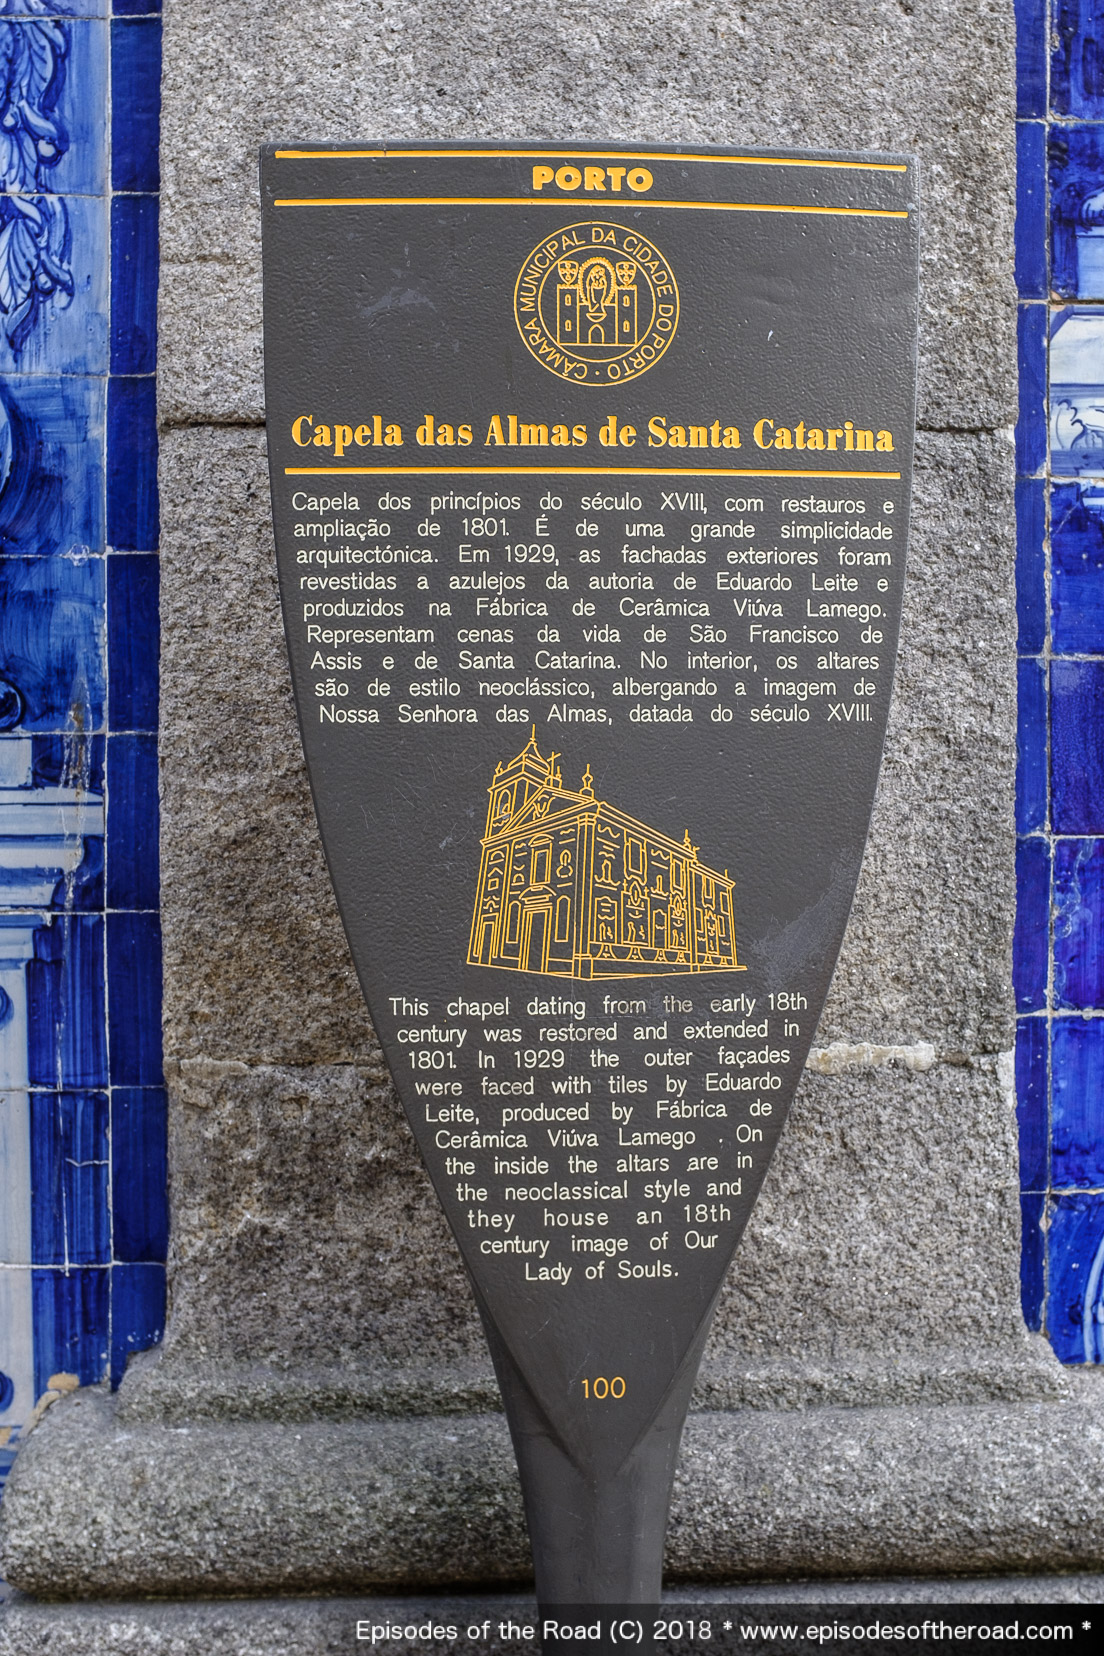 PORTO
CÂMARA MUNICIPAL DA CIDADE DO PORTO ·
Capela das Almas de Santa Catarina
Capela dos princípios do século XVIII, com restauros e
ampliação de 1801. É de uma grande simplicidade
arquitectónica. Em 1929, as fachadas exteriores foram
revestidas a azulejos da autoria de Eduardo Leite e
produzidos na Fábrica de Cerâmica Viúva Lamego.
Representam cenas da vida de São Francisco de
Assis e de Santa Catarina. No interior, os altares
são de estilo neoclássico, albergando a imagem de
Nossa Senhora das Almas, datada do século XVIII.
This chapel dating from the early 18th
century was restored and extended in
1801. In 1929 the outer façades
were faced with tiles by Eduardo
Leite, produced by Fábrica de
Cerâmica Viúva Lamego . On
the inside the altars are in
the neoclassical style and
they house an 18th
century image of Our
Lady of Souls.
100
Episodes of the Road (C) 2018 * www.episodesoftheroad.com *